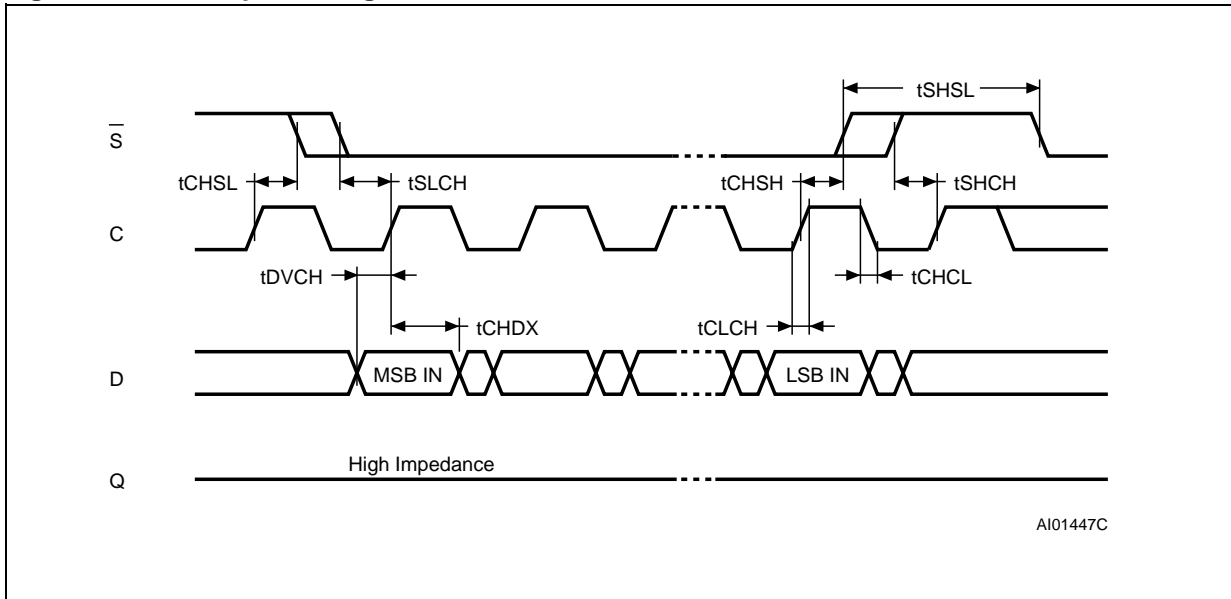 tSHSL
S
tCHSL
tSLCH
tCHSH
tSHCH
C
tDVCH
tCHCL
tCHDX
tCLCH
D
MSB IN
LSB IN
High Impedance
Q
AI01447C